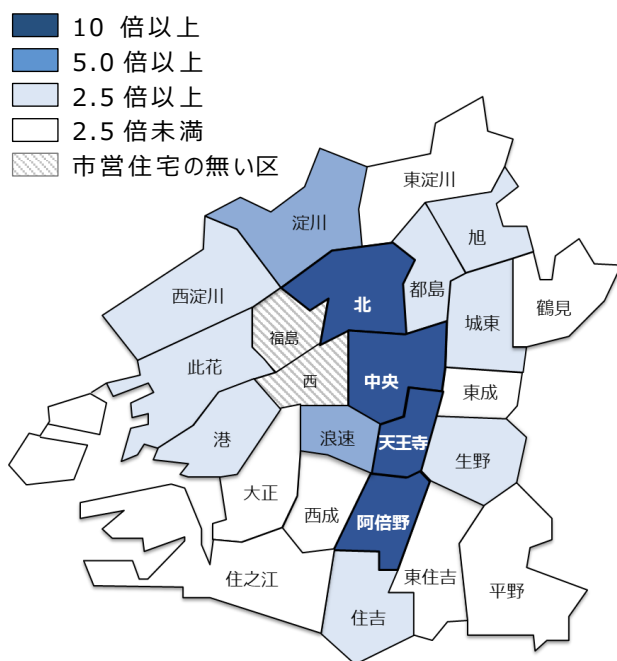 10 倍以上
5.0 倍以上
2.5 倍以上
2.5 倍未満
市営住宅の無い区
東淀川
淀川
旭
西淀川
北
都島
鶴見
福島
城東
此花
西
中央
東成
港
浪速
天王寺
生野
大正
西成
阿倍野
住之江
東住吉
平野
住吉